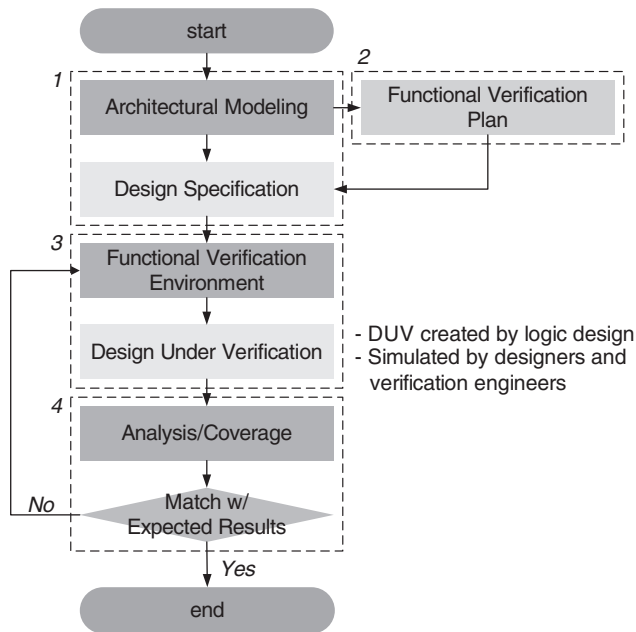 start
1
Architectural Modeling
2
Functional Verification
Plan
Design Specification
3
Functional Verification
Environment
Design Under Verification
- DUV created by logic design
- Simulated by designers and
verification engineers
4
Analysis/Coverage
Match w/
Expected Results
No
Yes
end